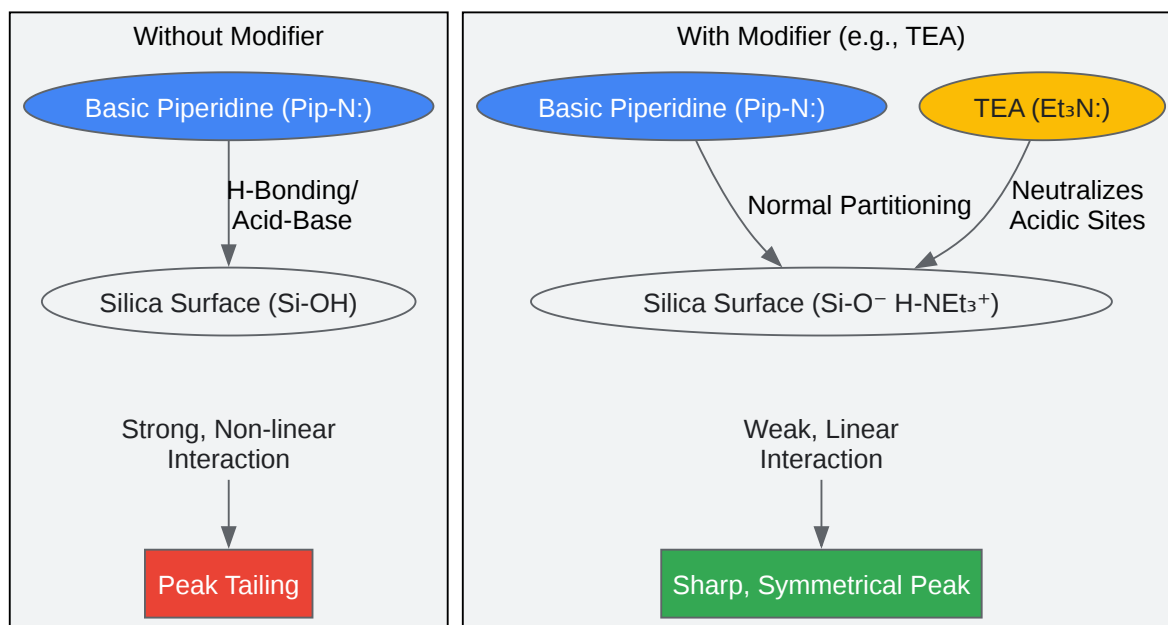 Without Modifier
Basic Piperidine (Pip-N:)
H-Bonding/
Acid-Base
Silica Surface (Si-OH)
Strong, Non-linear
Interaction
Peak Tailing
With Modifier (e.g., TEA)
Basic Piperidine (Pip-N:)
TEA (Et₃N:)
Normal Partitioning
Neutralizes
Acidic Sites
Silica Surface (Si-O⁻ H-NEt₃⁺)
Weak, Linear
Interaction
Sharp, Symmetrical Peak